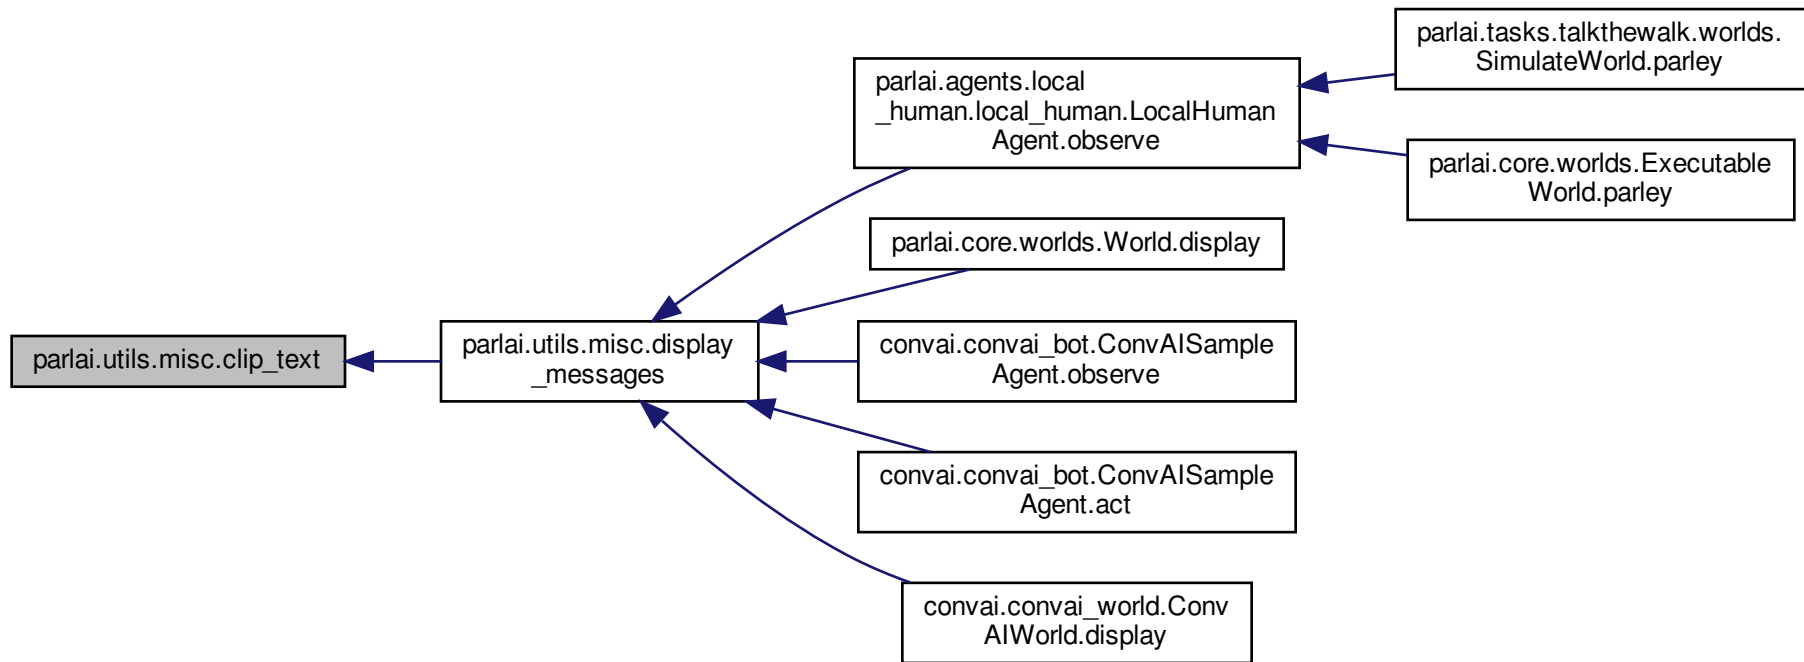 parlai.utils.misc.clip_text
parlai.utils.misc.display
_messages
parlai.agents.local
_human.local_human.LocalHuman
Agent.observe
parlai.core.worlds.World.display
convai.convai_bot.ConvAISample
Agent.observe
convai.convai_bot.ConvAISample
Agent.act
convai.convai_world.Conv
AIWorld.display
parlai.tasks.talkthewalk.worlds.
SimulateWorld.parley
parlai.core.worlds.Executable
World.parley